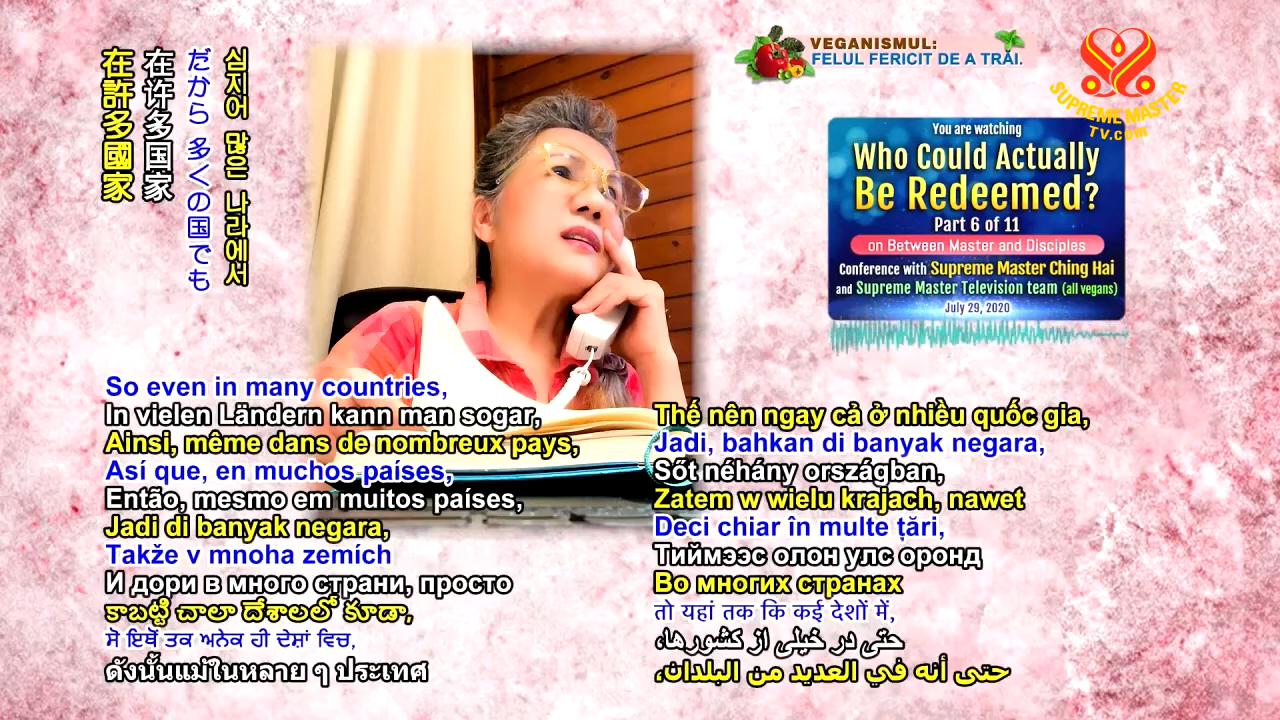 在許多國家
在许多国家
だから 多くの国でも
심지어 많은 나라에서
VEGANISMUL:
FELUL FERICIT DE A TRĂI.
SUPREME MASTER
TV.com
You are watching
Who Could Actually
Be Redeemed?
Part 6 of 11
on Between Master and Disciples
Conference with Supreme Master Ching Hai
and Supreme Master Television team (all vegans)
July 29, 2020
So even in many countries,
In vielen Ländern kann man sogar,
Ainsi, même dans de nombreux pays,
Así que, en muchos países,
Então, mesmo em muitos países,
Jadi di banyak negara,
Takže v mnoha zemích
И дори в много страни, просто
కాబట్టి చాలా దేశాలలో కూడా,
ਸੋ ਇਥੋਂ ਤਕ ਅਨੇਕ ਹੀ ਦੇਸ਼ਾਂ ਵਿਚ,
ดังนั้นแม้ในหลาย ๆ ประเทศ
Thế nên ngay cả ở nhiều quốc gia,
Jadi, bahkan di banyak negara,
Sőt néhány országban,
Zatem w wielu krajach, nawet
Deci chiar în multe țări,
Тиймээс олон улс оронд
Во многих странах
तो यहां तक कि कई देशों में,
حتی در خیلی از کشورها،
حتى أنه في العديد من البلدان،